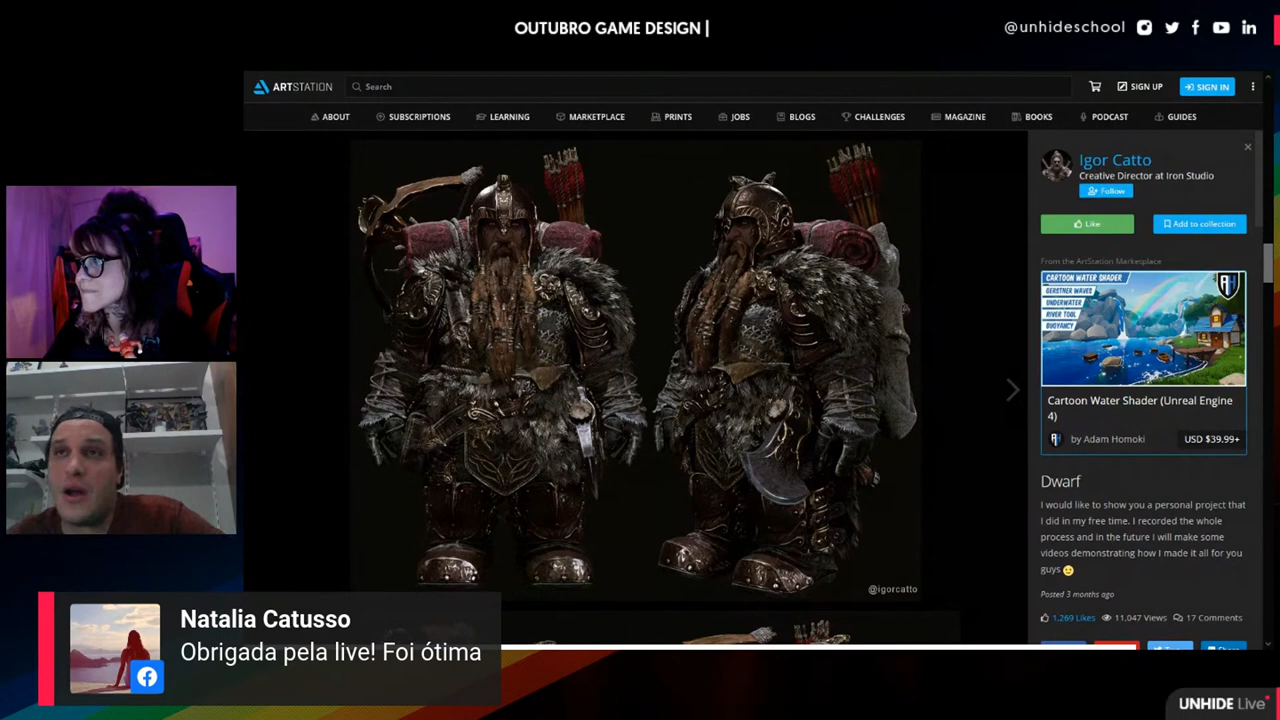 OUTUBRO GAME DESIGN |
@unhideschool
ARTSTATION
Search
SIGN UP
SIGN IN
ABOUT
SUBSCRIPTIONS
LEARNING
MARKETPLACE
PRINTS
JOBS
BLOGS
CHALLENGES
MAGAZINE
BOOKS
PODCAST
GUIDES
Igor Catto
Creative Director at Iron Studio
Follow
Like
Add to collection
From the ArtStation Marketplace
CARTOON WATER SHADER
GERSTNER WAVES
UNDERWATER
RIVER TOOL
BUOYANCY
Cartoon Water Shader (Unreal Engine
4)
by Adam Homoki
USD $39.99+
Dwarf
I would like to show you a personal project that
I did in my free time. I recorded the whole
process and in the future I will make some
videos demonstrating how I made it all for you
guys
Posted 3 months ago
1,269 Likes
11,047 Views
17 Comments
@igorcatto
Natalia Catusso
Obrigada pela live! Foi ótima
UNHIDE Live